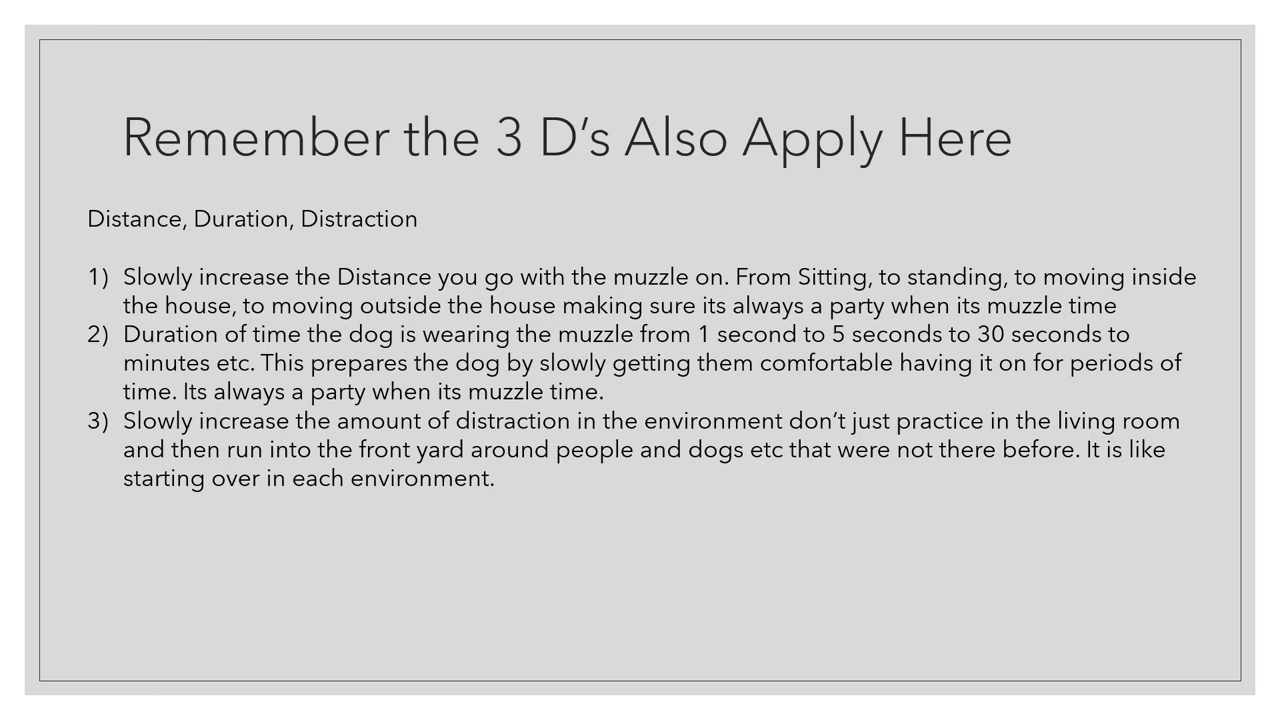 Remember the 3 D’s Also Apply Here
Distance, Duration, Distraction
1) Slowly increase the Distance you go with the muzzle on. From Sitting, to standing, to moving inside
the house, to moving outside the house making sure its always a party when its muzzle time
2) Duration of time the dog is wearing the muzzle from 1 second to 5 seconds to 30 seconds to
minutes etc. This prepares the dog by slowly getting them comfortable having it on for periods of
time. Its always a party when its muzzle time.
3) Slowly increase the amount of distraction in the environment don’t just practice in the living room
and then run into the front yard around people and dogs etc that were not there before. It is like
starting over in each environment.